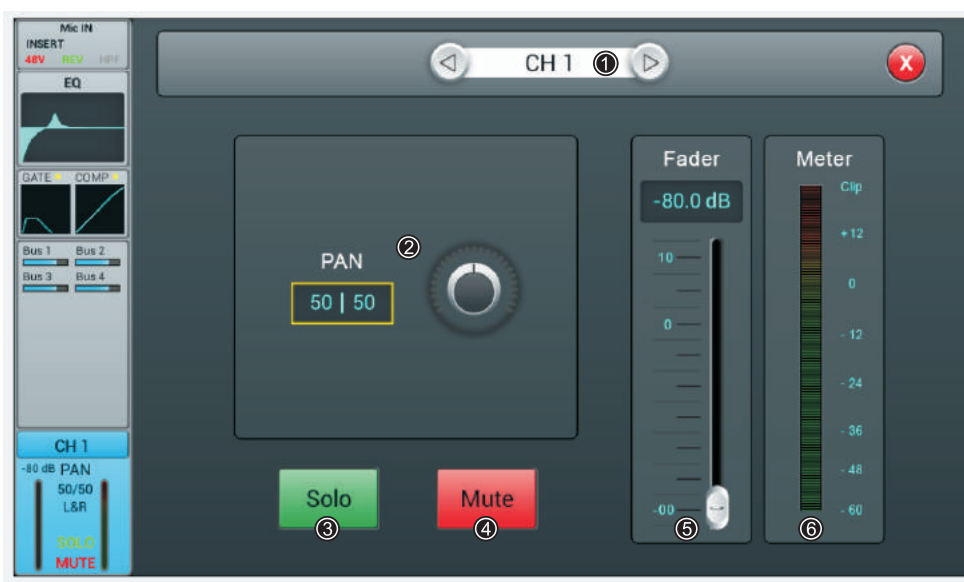 Mic IN
INSERT
48V REV HPF
EQ
GATE COMP
Bus 1 Bus 2
Bus 3 Bus 4
CH 1
-80 dB PAN
50/50
L&R
SOLO
MUTE
CH 1 ①
X
PAN ②
50 | 50
Solo
③
Mute
④
Fader
-80.0 dB
10
0
-00
⑤
Meter
Clip
+12
0
- 12
- 24
- 36
- 48
- 60
⑥